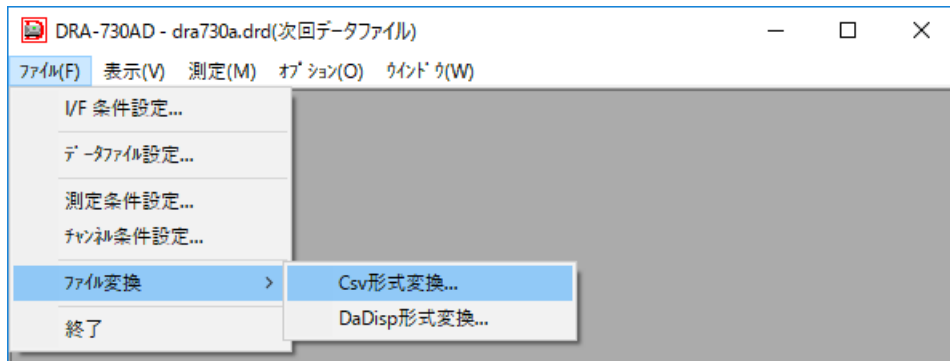 DRA-730AD - dra730a.drd(次回データファイル)
ﾌｧｲﾙ(F) 表示(V) 測定(M) ｵﾌﾟｼｮﾝ(O) ｳｲﾝﾄﾞｳ(W)
I/F 条件設定...
ﾃﾞｰﾀﾌｧｲﾙ設定...
測定条件設定...
ﾁｬﾝﾈﾙ条件設定...
ﾌｧｲﾙ変換 >
Csv形式変換...
DaDisp形式変換...
終了